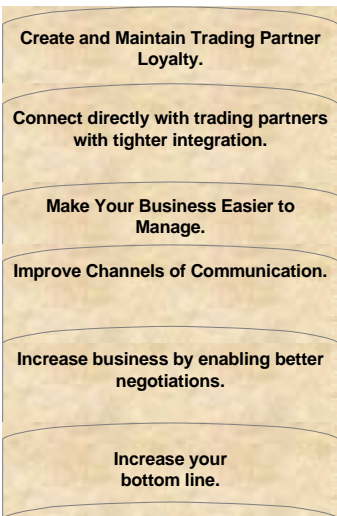 Create and Maintain Trading Partner
Loyalty.
Connect directly with trading partners
with tighter integration.
Make Your Business Easier to
Manage.
Improve Channels of Communication.
Increase business by enabling better
negotiations.
Increase your
bottom line.